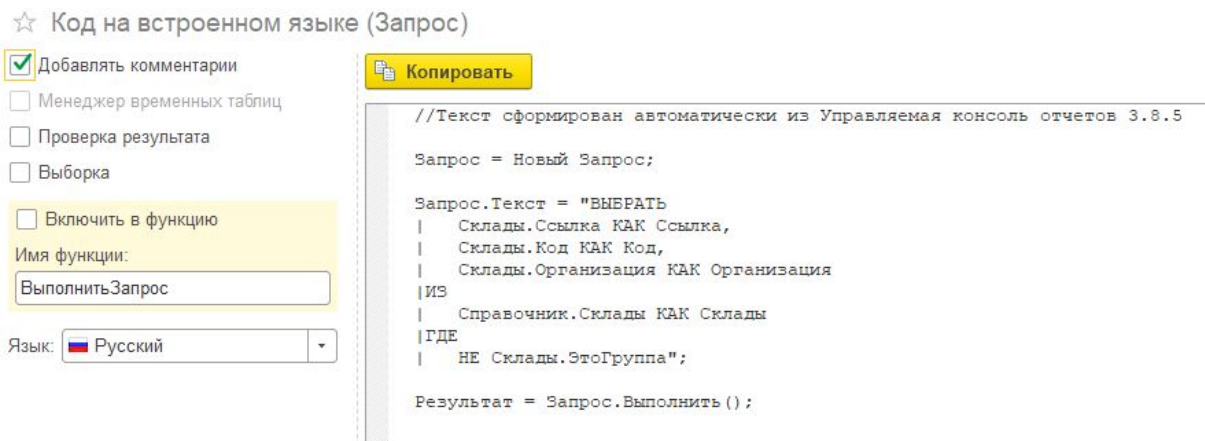 Код на встроенном языке (Запрос)
Добавлять комментарии
Менеджер временных таблиц
Проверка результата
Выборка
Включить в функцию
Имя функции:
ВыполнитьЗапрос
Язык: Русский
Копировать
//Текст сформирован автоматически из Управляемая консоль отчетов 3.8.5
Запрос = Новый Запрос;
Запрос.Текст = "ВЫБРАТЬ
|	Склады.Ссылка КАК Ссылка,
|	Склады.Код КАК Код,
|	Склады.Организация КАК Организация
|ИЗ
|	Справочник.Склады КАК Склады
|ГДЕ
|	НЕ Склады.ЭтоГруппа";
Результат = Запрос.Выполнить();